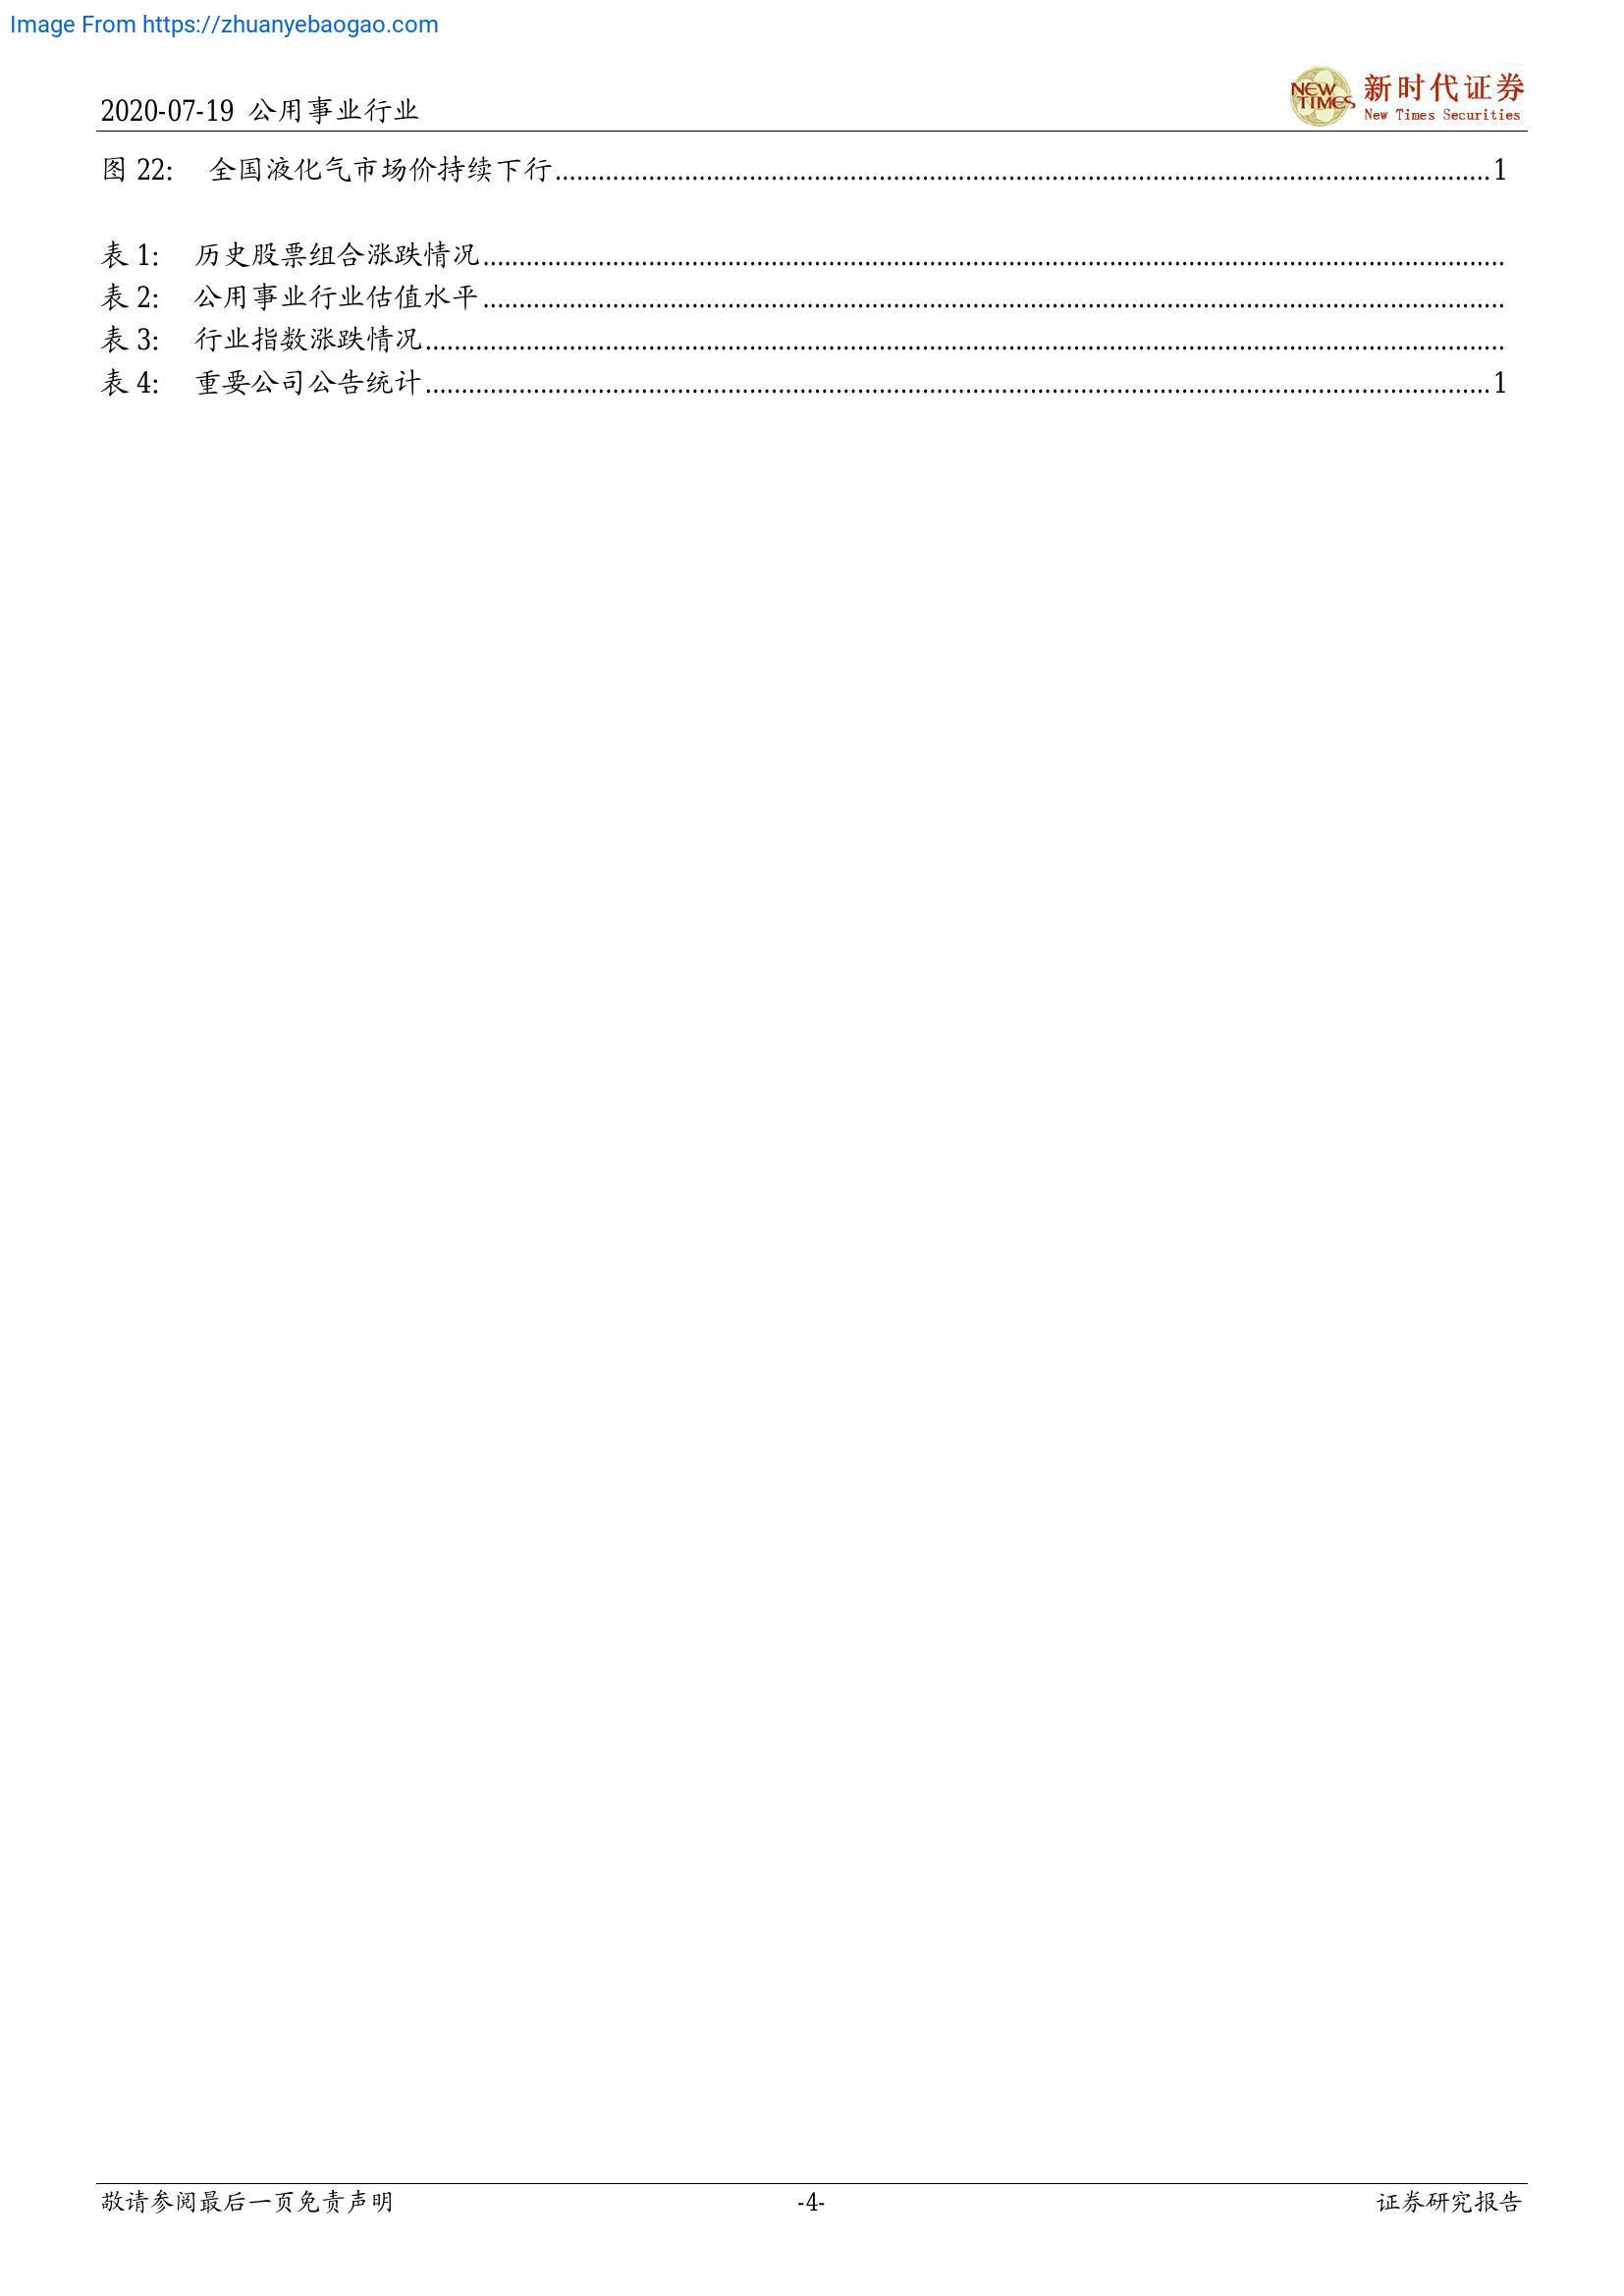 Image From https://zhuanyebaogao.com
2020-07-19 公用事业行业
NEW TIMES 新时代证券
New Times Securities
图 22: 全国液化气市场价持续下行................................................................1
表 1: 历史股票组合涨跌情况................................................................
表 2: 公用事业行业估值水平................................................................
表 3: 行业指数涨跌情况................................................................
表 4: 重要公司公告统计................................................................1
敬请参阅最后一页免责声明 -4- 证券研究报告